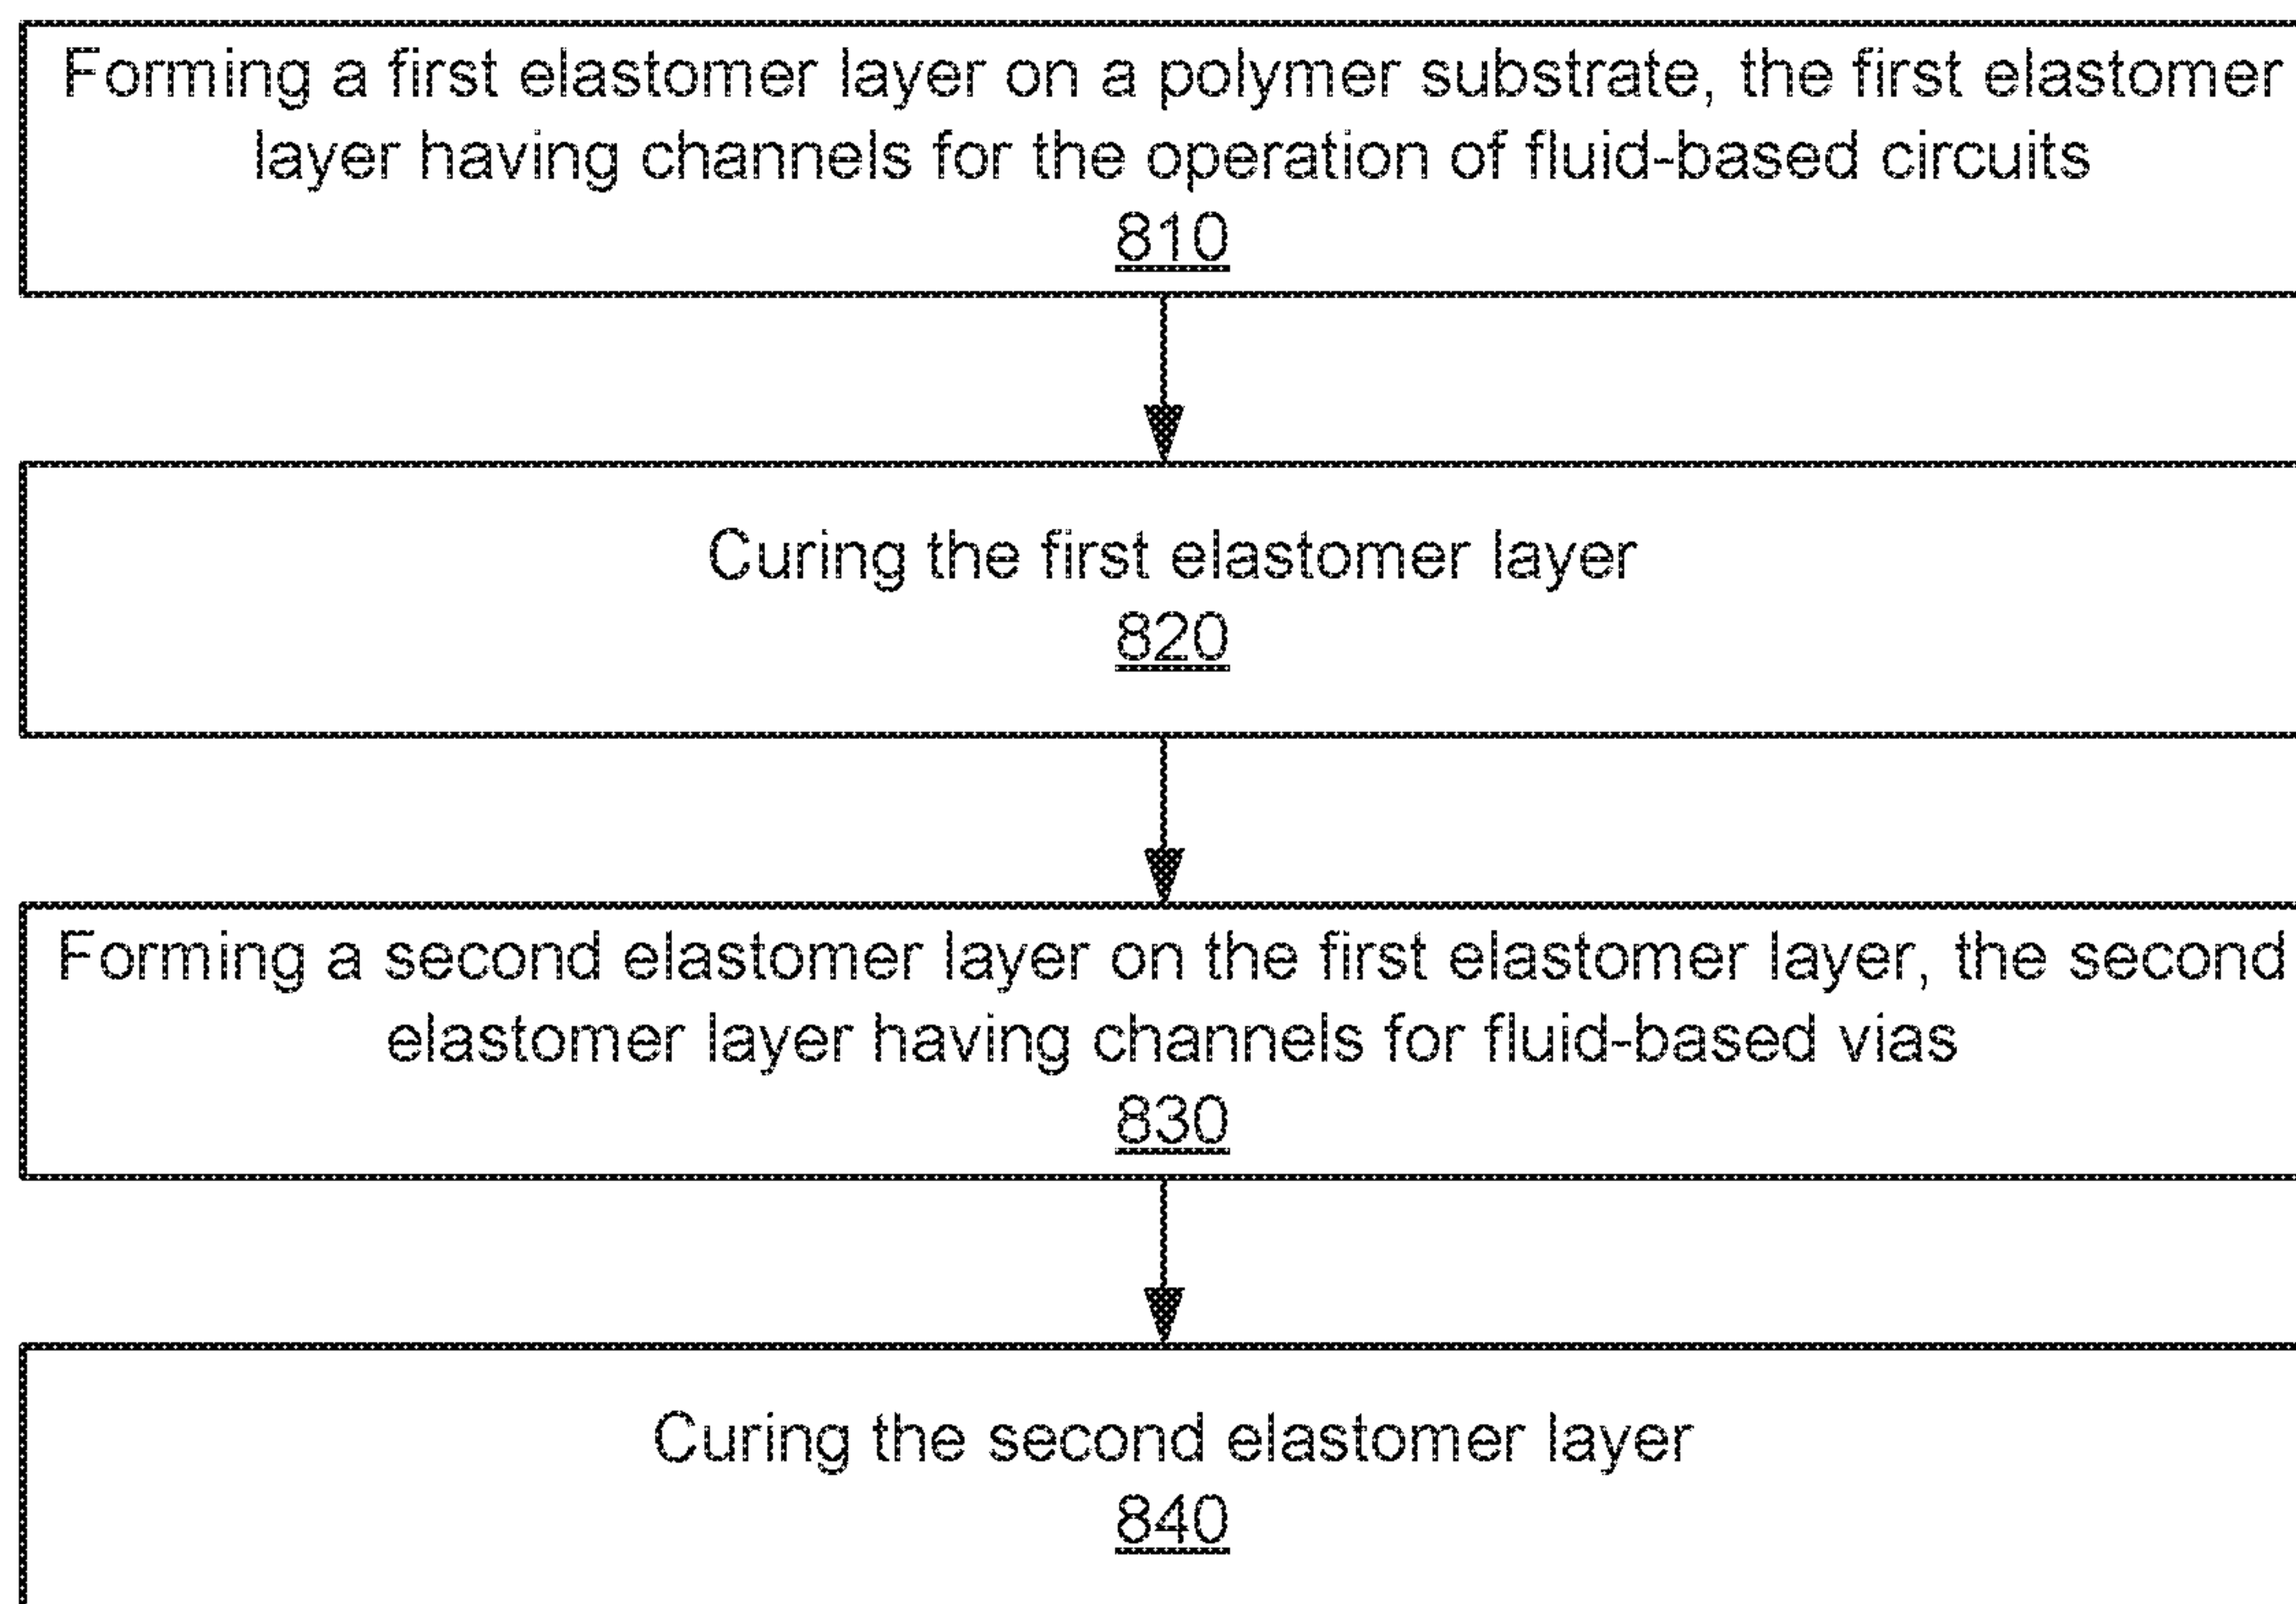 Forming a first elastomer layer on a polymer substrate, the first elastomer
layer having channels for the operation of fluid-based circuits
810
Curing the first elastomer layer
820
Forming a second elastomer layer on the first elastomer layer, the second
elastomer layer having channels for fluid-based vias
830
Curing the second elastomer layer
840